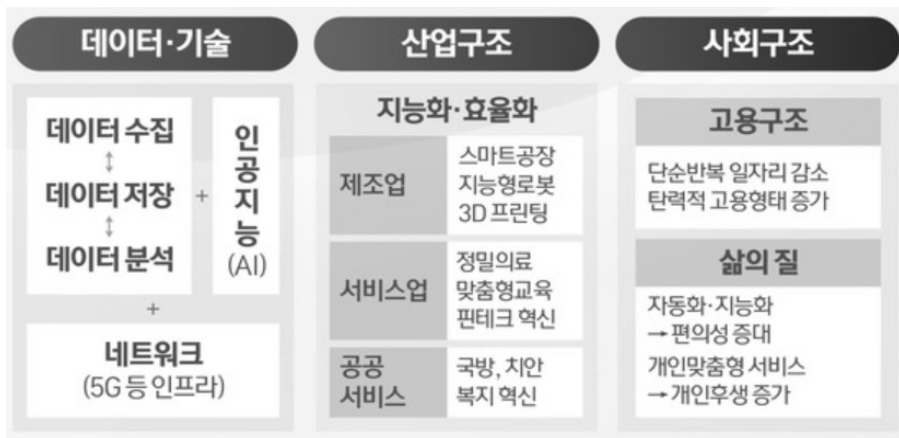 데이터·기술
데이터 수집
↕
데이터 저장
↕
데이터 분석
+
인공지능
(AI)
+
네트워크
(5G 등 인프라)
산업구조
지능화·효율화
제조업
스마트공장
지능형로봇
3D 프린팅
서비스업
정밀의료
맞춤형교육
핀테크 혁신
공공
서비스
국방, 치안
복지 혁신
사회구조
고용구조
단순반복 일자리 감소
탄력적 고용형태 증가
삶의 질
자동화·지능화
→ 편의성 증대
개인맞춤형 서비스
→ 개인후생 증가